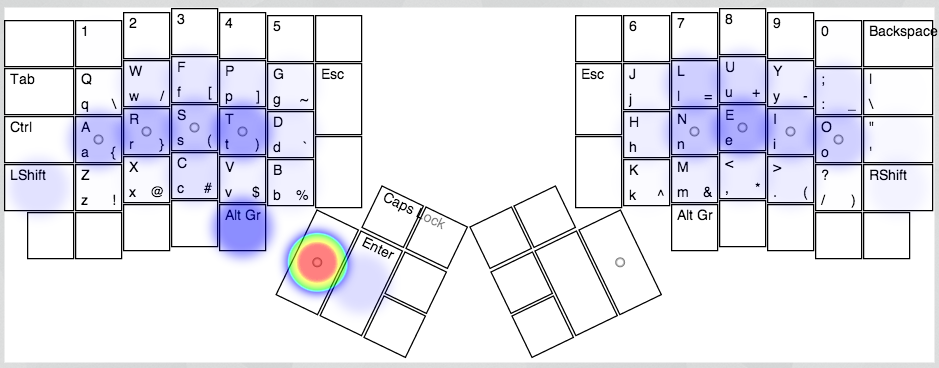 1 2 3 4 5 6 7 8 9 0 Backspace
Tab Q W F P G Esc Esc J L U Y ; |
q \ w / f [ p ] g ~ j l = u + y - : _ \
Ctrl A R S T D H N E I O "
a { r } s ( t ) d ` h n e i o '
LShift Z X C V B K M < > ? RShift
z ! x @ c # v $ b % k ^ m & , * . ( / )
Alt Gr Alt Gr
Caps Lock
Enter